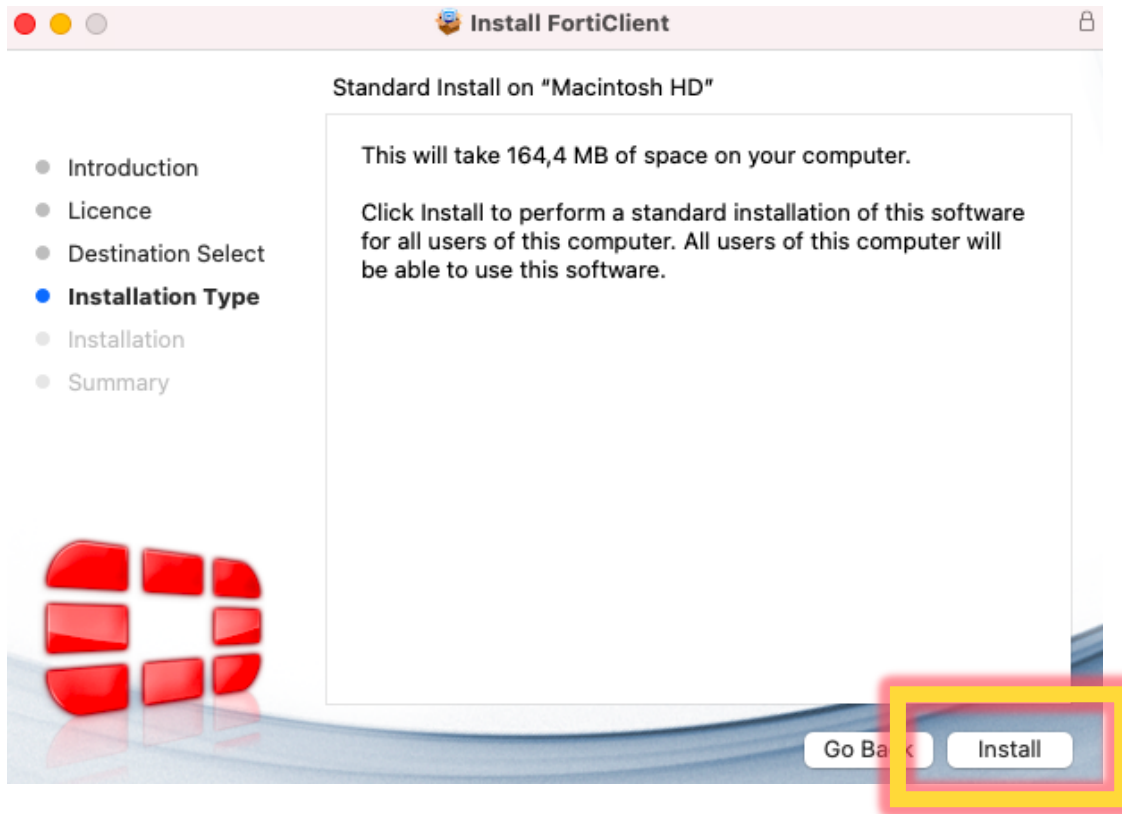 Install FortiClient
Standard Install on “Macintosh HD”
Introduction
Licence
Destination Select
Installation Type
Installation
Summary
This will take 164,4 MB of space on your computer.
Click Install to perform a standard installation of this software
for all users of this computer. All users of this computer will
be able to use this software.
Go Back
Install